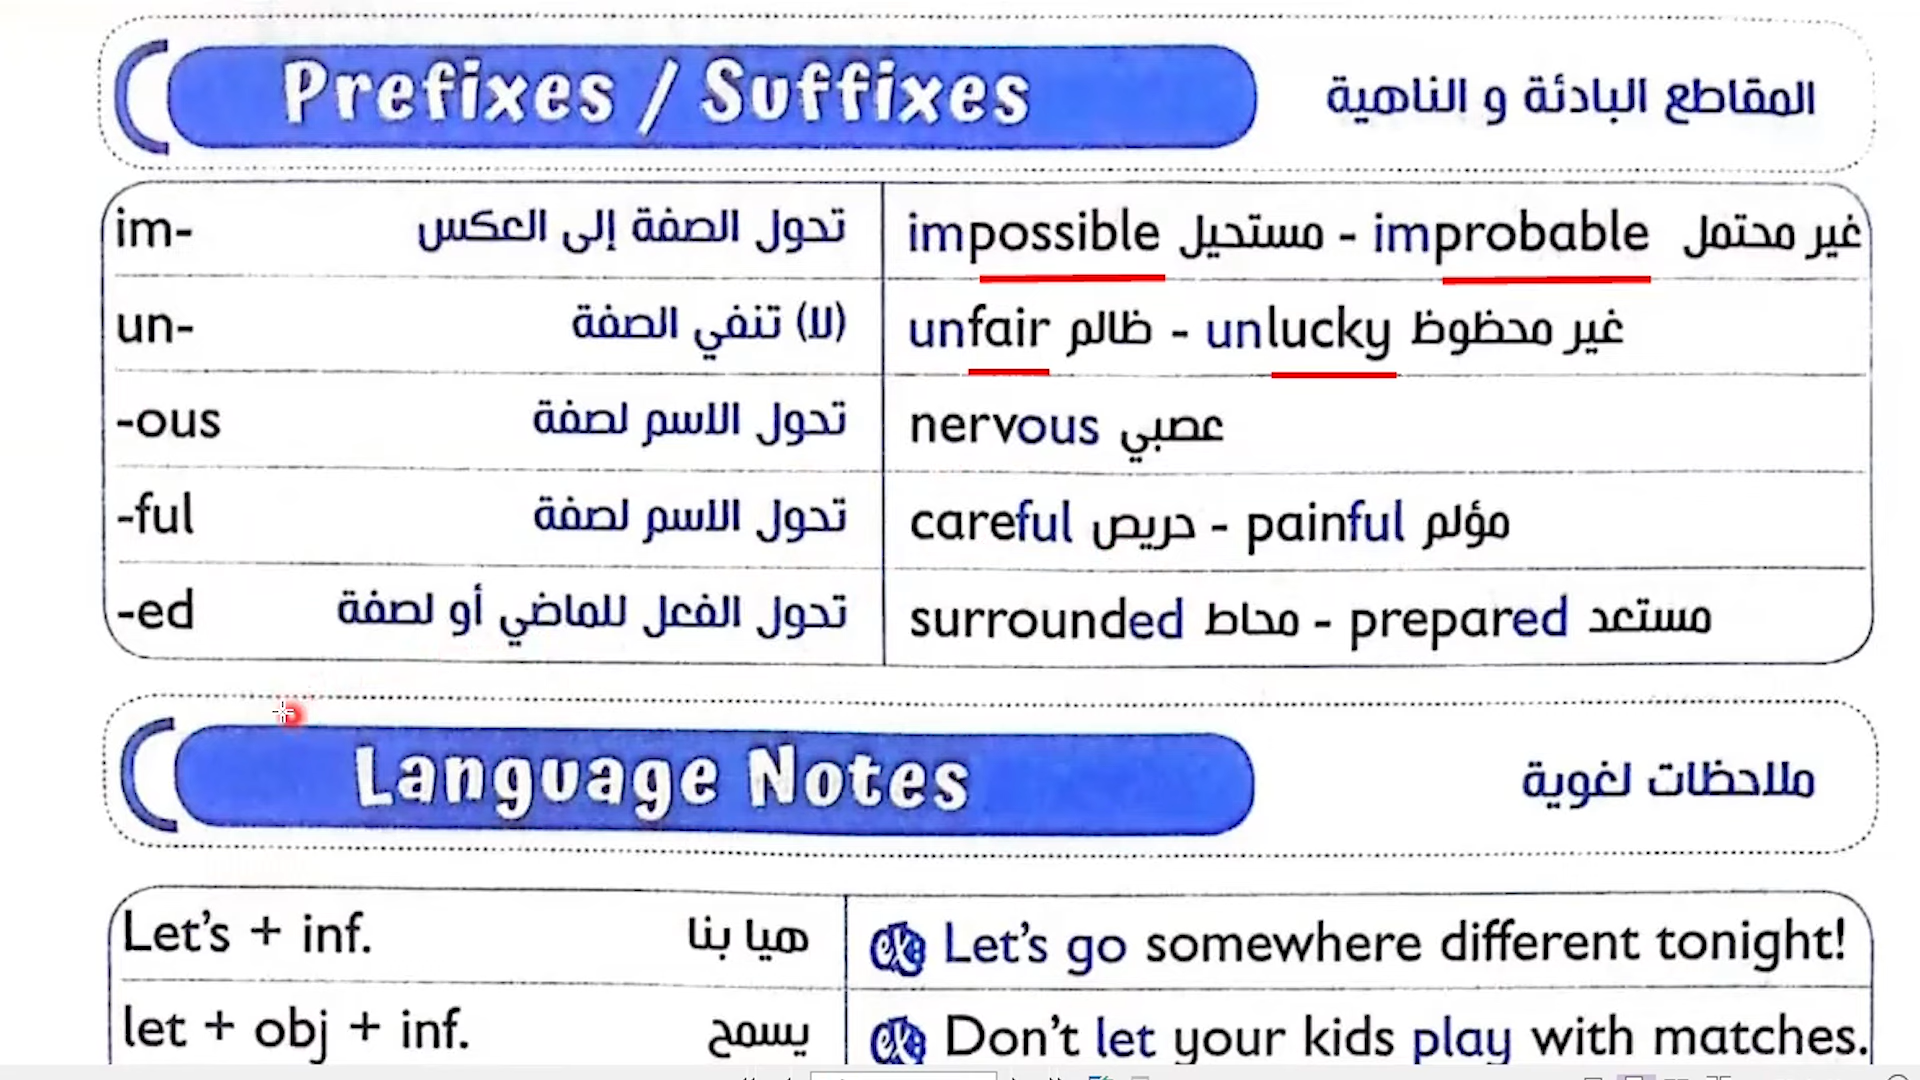 Prefixes / Suffixes المقاطع البادئة و الناهية
im- تحول الصفة إلى العكس impossible مستحيل - improbable غير محتمل
un- (لا) تنفي الصفة unfair ظالم - unlucky غير محظوظ
-ous تحول الاسم لصفة nervous عصبي
-ful تحول الاسم لصفة careful حريص - painful مؤلم
-ed تحول الفعل للماضي أو لصفة surrounded محاط - prepared مستعد
Language Notes ملاحظات لغوية
Let's + inf. هيا بنا ex: Let's go somewhere different tonight!
let + obj + inf. يسمح ex: Don't let your kids play with matches.